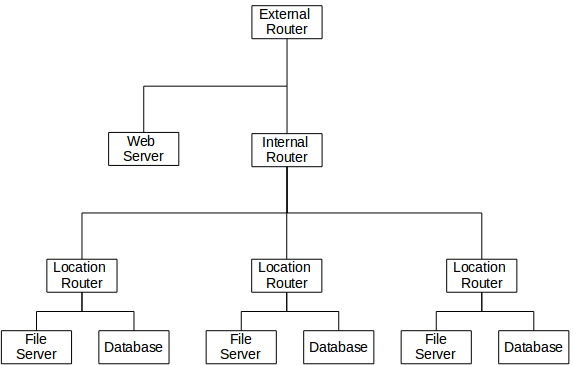 External
Router
Web
Server
Internal
Router
Location
Router
Location
Router
Location
Router
File
Server
Database
File
Server
Database
File
Server
Database